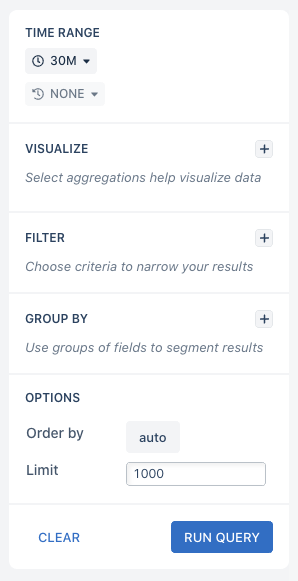 TIME RANGE
30M
NONE
VISUALIZE
Select aggregations help visualize data
FILTER
Choose criteria to narrow your results
GROUP BY
Use groups of fields to segment results
OPTIONS
Order by auto
Limit 1000
CLEAR RUN QUERY